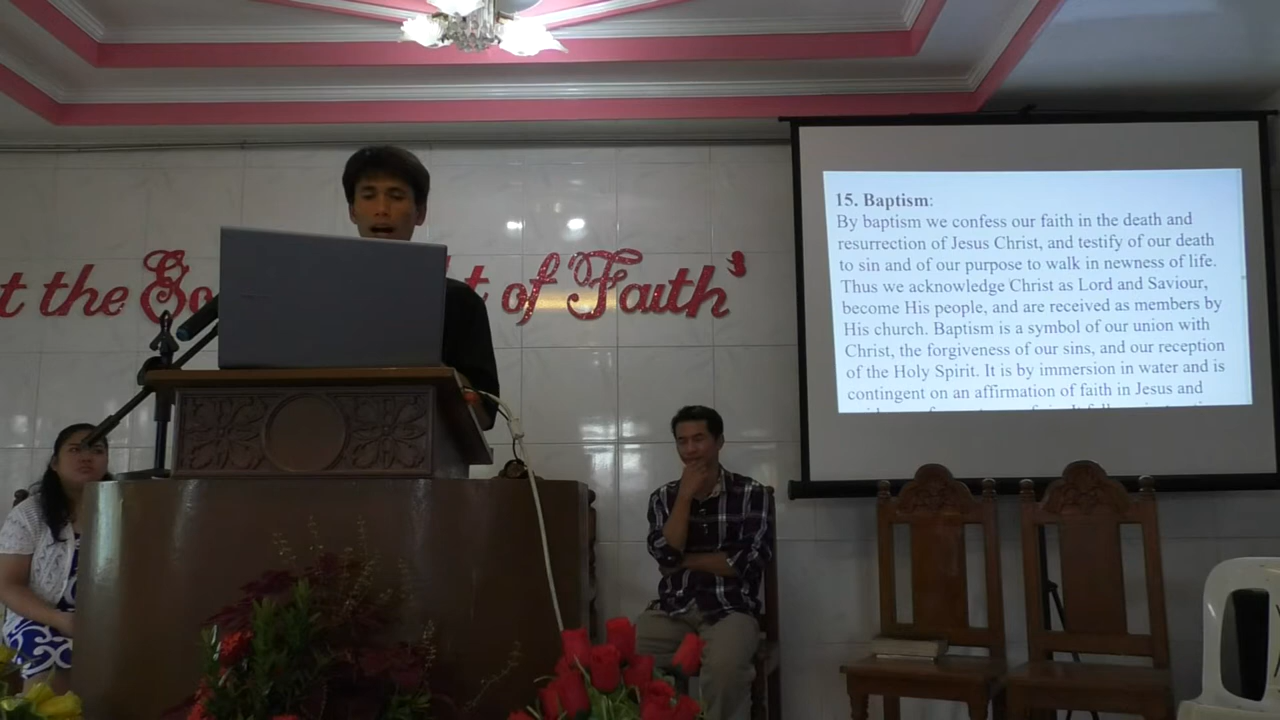 t the Go t of Faith
15. Baptism:
By baptism we confess our faith in the death and
resurrection of Jesus Christ, and testify of our death
to sin and of our purpose to walk in newness of life.
Thus we acknowledge Christ as Lord and Saviour,
become His people, and are received as members by
His church. Baptism is a symbol of our union with
Christ, the forgiveness of our sins, and our reception
of the Holy Spirit. It is by immersion in water and is
contingent on an affirmation of faith in Jesus and